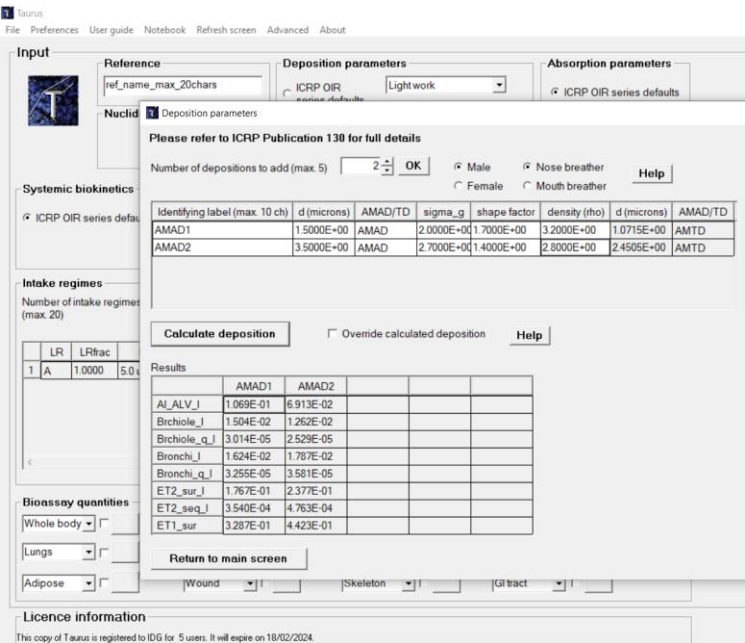 Taurus
File Preferences User guide Notebook Refresh screen Advanced About
Input
Reference
ref_name_max_20chars
Deposition parameters
ICRP OIR
series defaults
Light work
Absorption parameters
ICRP OIR series defaults
Nuclid
Systemic biokinetics
ICRP OIR series defau
Intake regimes
Number of intake regimes
(max. 20)
LR LRfrac
1 A 1.0000 5.0 u
Bioassay quantities
Whole body
Lungs
Adipose Wound Skeleton GI tract
Deposition parameters
Please refer to ICRP Publication 130 for full details
Number of depositions to add (max. 5) 2 OK Male Nose breather Help
Female Mouth breather
Identifying label (max. 10 ch) d (microns) AMAD/TD sigma_g shape factor density (rho) d (microns) AMAD/TD
AMAD1 1.5000E+00 AMAD 2.0000E+00 1.7000E+00 3.2000E+00 1.0715E+00 AMTD
AMAD2 3.5000E+00 AMAD 2.7000E+00 1.4000E+00 2.8000E+00 2.4505E+00 AMTD
Calculate deposition Override calculated deposition Help
Results
AMAD1 AMAD2
Al_ALV_l 1.069E-01 6.913E-02
Brchiole_l 1.504E-02 1.262E-02
Brchiole_q_l 3.014E-05 2.529E-05
Bronchi_l 1.624E-02 1.787E-02
Bronchi_q_l 3.255E-05 3.581E-05
ET2_sur_l 1.767E-01 2.377E-01
ET2_seq_l 3.540E-04 4.763E-04
ET1_sur 3.287E-01 4.423E-01
Return to main screen
Licence information
This copy of Taurus is registered to IDG for 5 users. It will expire on 18/02/2024.